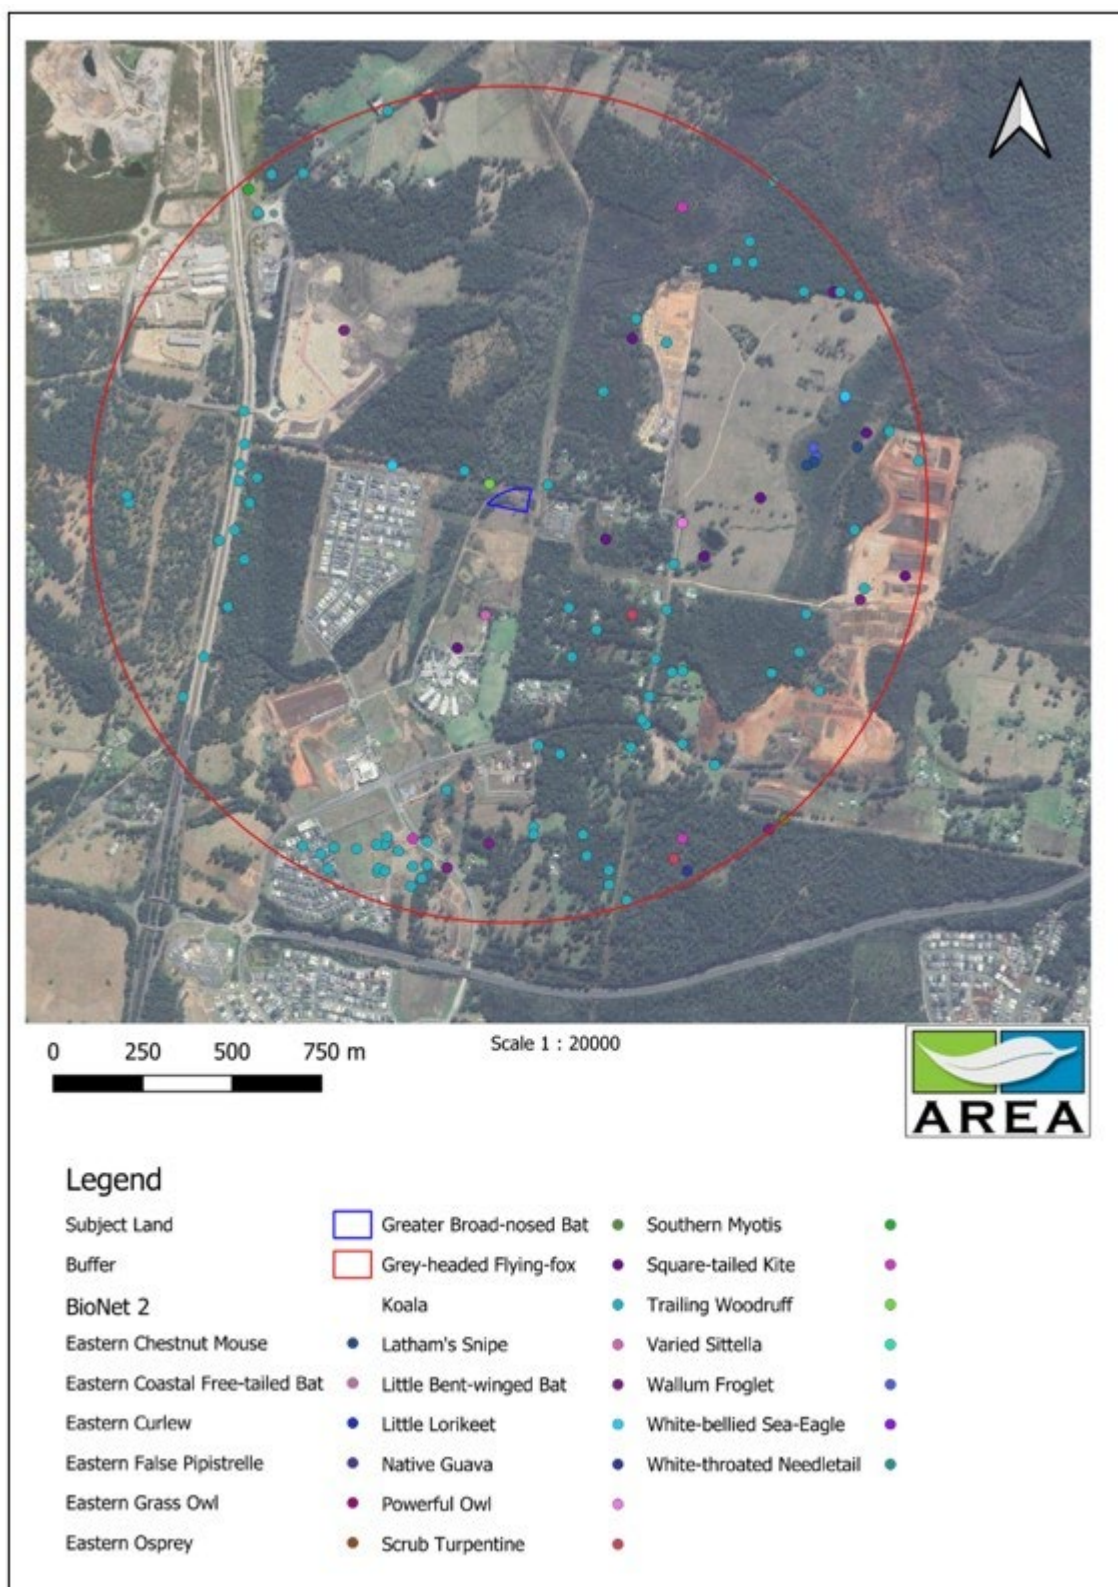 0 250 500 750 m
Scale 1 : 20000
AREA
Legend
Subject Land Greater Broad-nosed Bat Southern Myotis
Buffer Grey-headed Flying-fox Square-tailed Kite
BioNet 2 Koala Trailing Woodruff
Eastern Chestnut Mouse Latham's Snipe Varied Sittella
Eastern Coastal Free-tailed Bat Little Bent-winged Bat Wallum Froglet
Eastern Curlew Little Lorikeet White-bellied Sea-Eagle
Eastern False Pipistrelle Native Guava White-throated Needletail
Eastern Grass Owl Powerful Owl
Eastern Osprey Scrub Turpentine